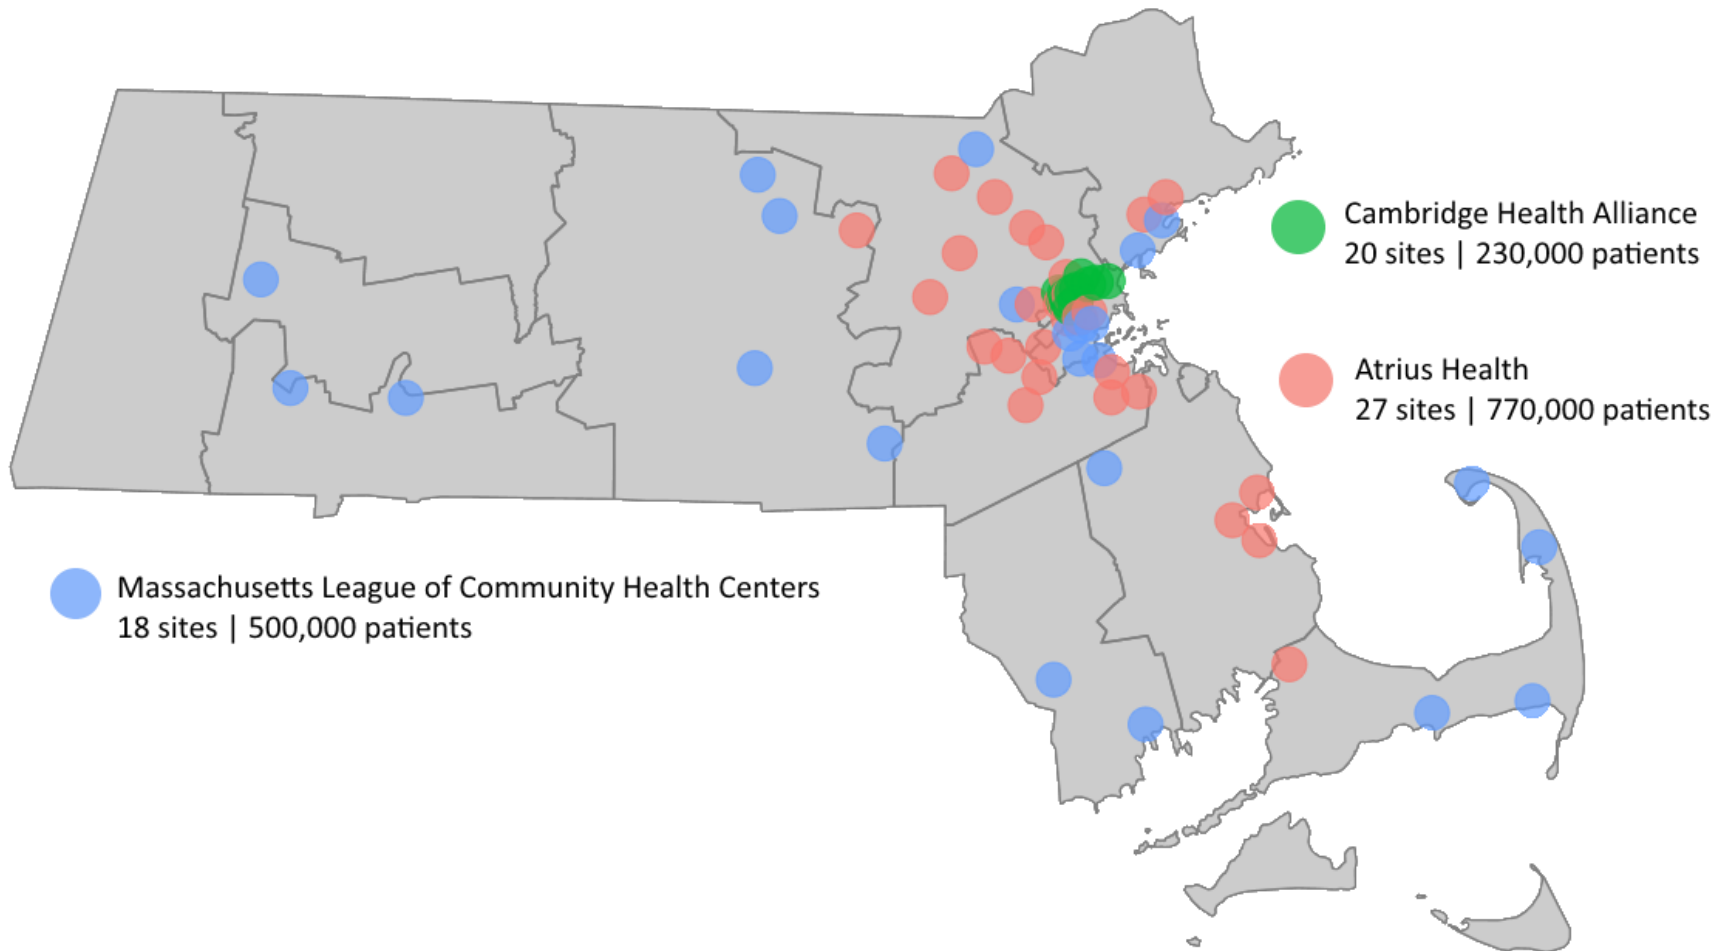 Cambridge Health Alliance
20 sites | 230,000 patients
Atrius Health
27 sites | 770,000 patients
Massachusetts League of Community Health Centers
18 sites | 500,000 patients